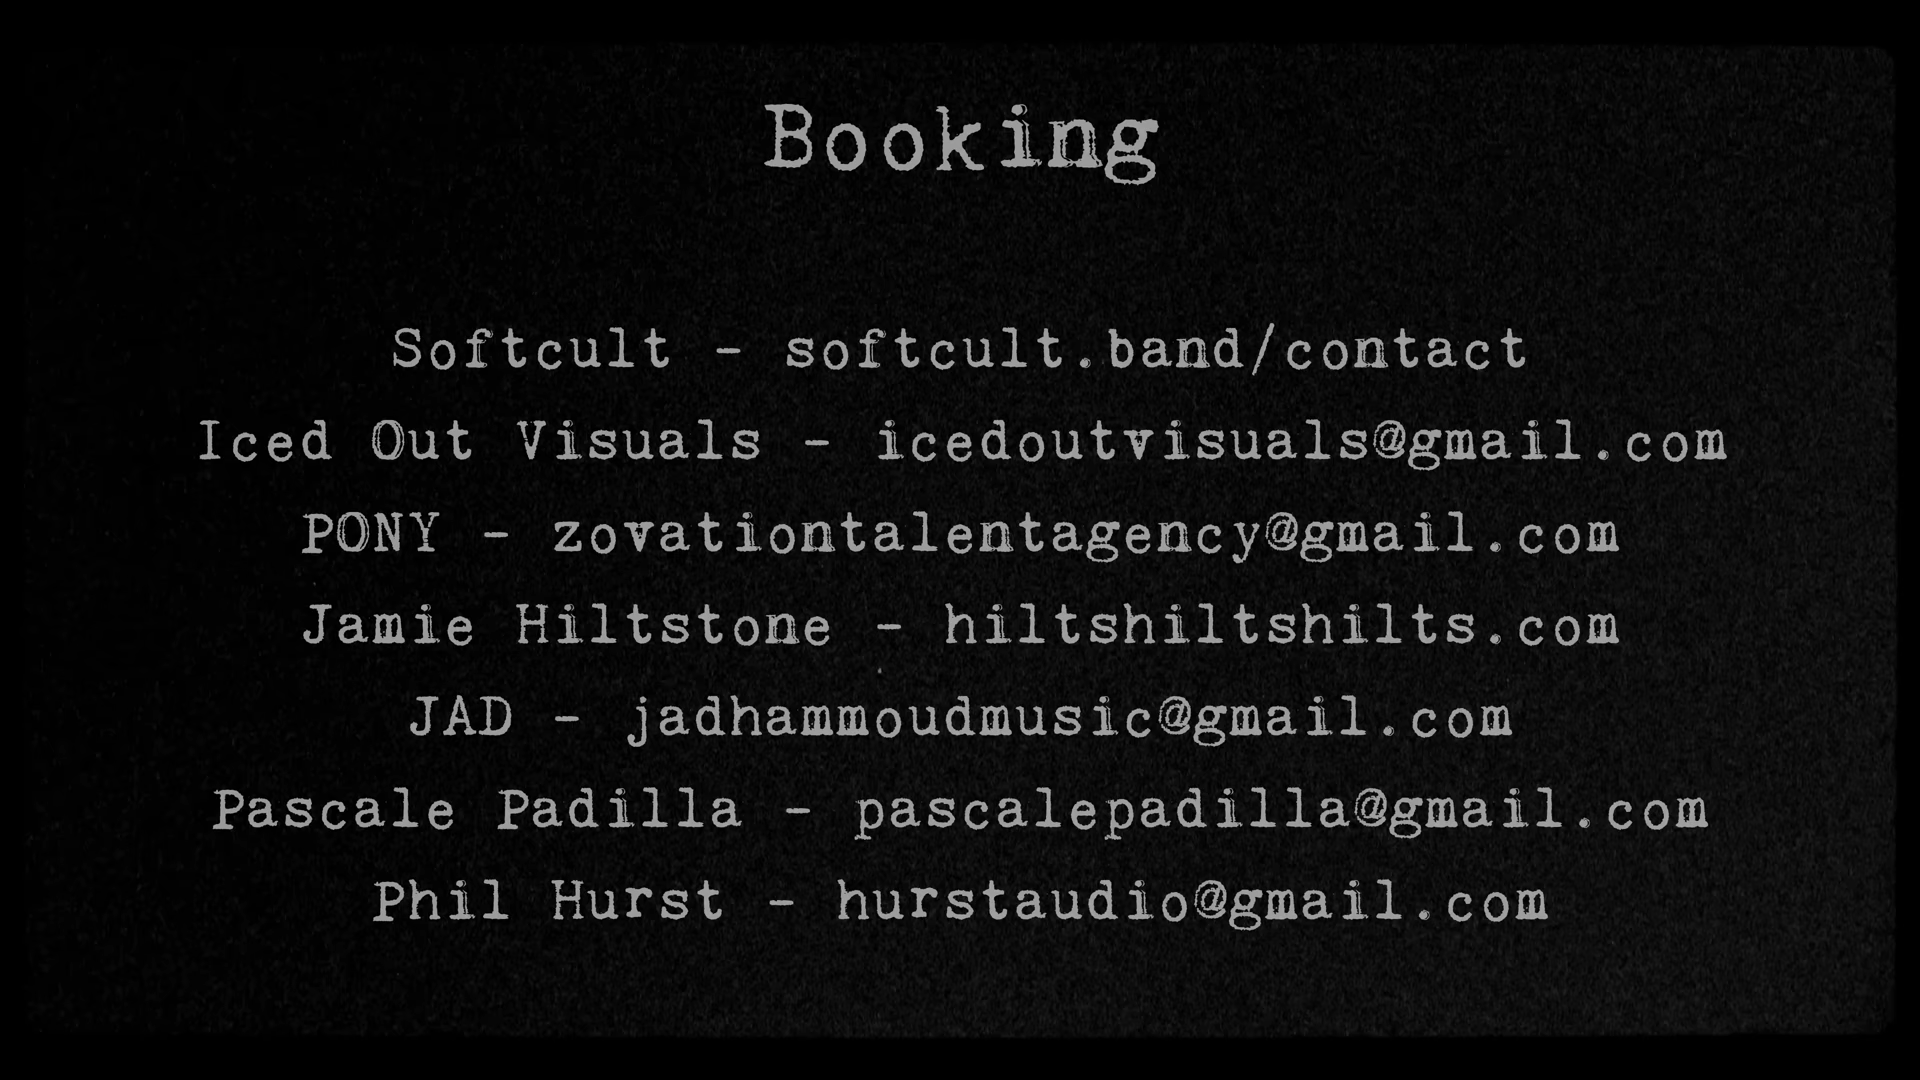 Booking
Softcult - softcult.band/contact
Iced Out Visuals - icedoutvisuals@gmail.com
PONY - zovationtalentagency@gmail.com
Jamie Hiltstone - hiltshiltshilts.com
JAD - jadhammoudmusic@gmail.com
Pascale Padilla - pascalepadilla@gmail.com
Phil Hurst - hurstaudio@gmail.com